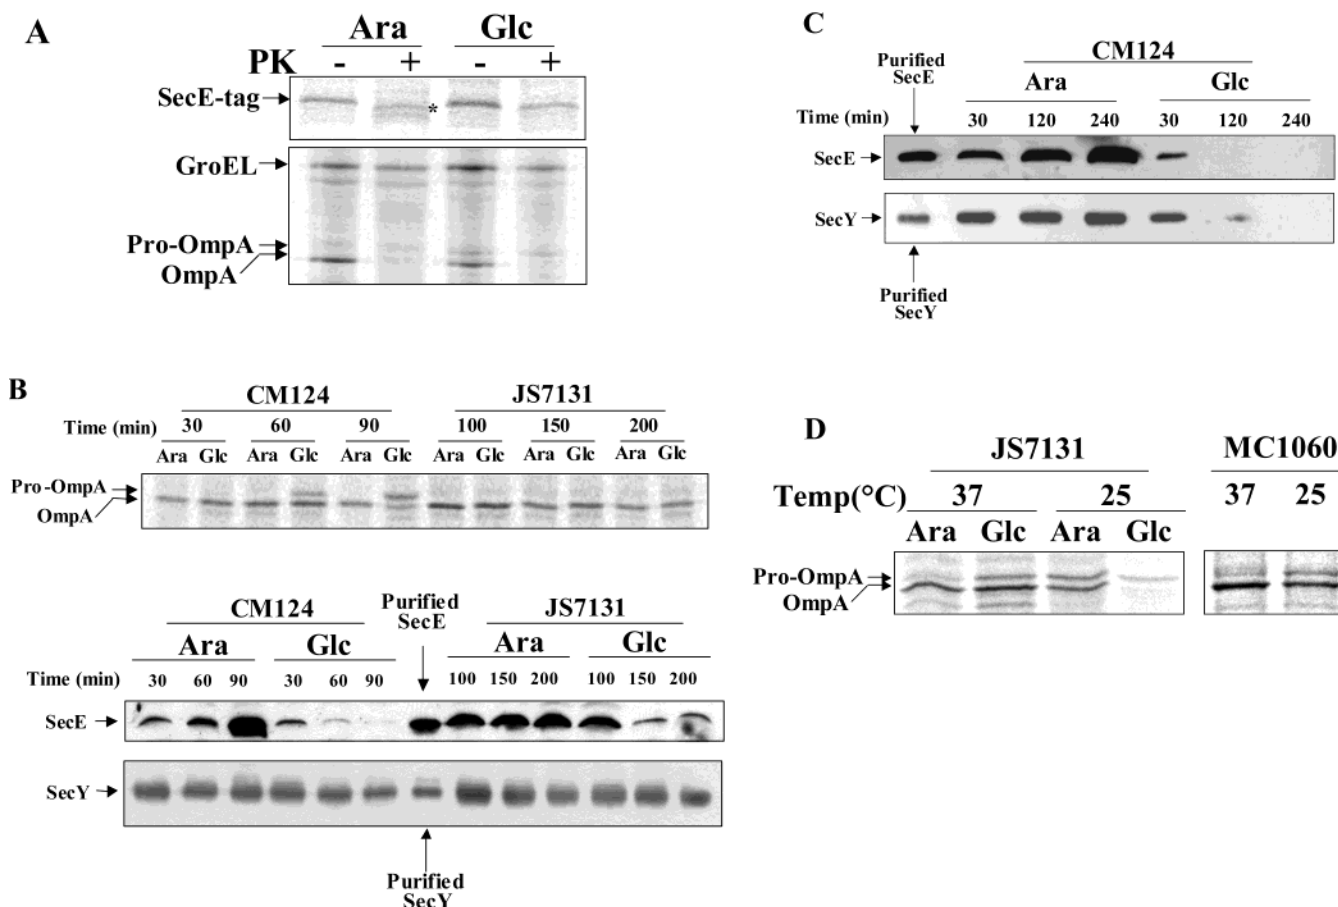 A
Ara Glc
PK - + - +
SecE-tag
*
GroEL
Pro-OmpA
OmpA
B
CM124 JS7131
Time (min) 30 60 90 100 150 200
Ara Glc Ara Glc Ara Glc Ara Glc Ara Glc Ara Glc
Pro-OmpA
OmpA
CM124 Purified SecE JS7131
Ara Glc Ara Glc
Time (min) 30 60 90 30 60 90 100 150 200 100 150 200
SecE
SecY
Purified
SecY
C
CM124
Purified
SecE
Ara Glc
Time (min) 30 120 240 30 120 240
SecE
SecY
Purified
SecY
D
JS7131 MC1060
Temp(°C) 37 25 37 25
Ara Glc Ara Glc
Pro-OmpA
OmpA